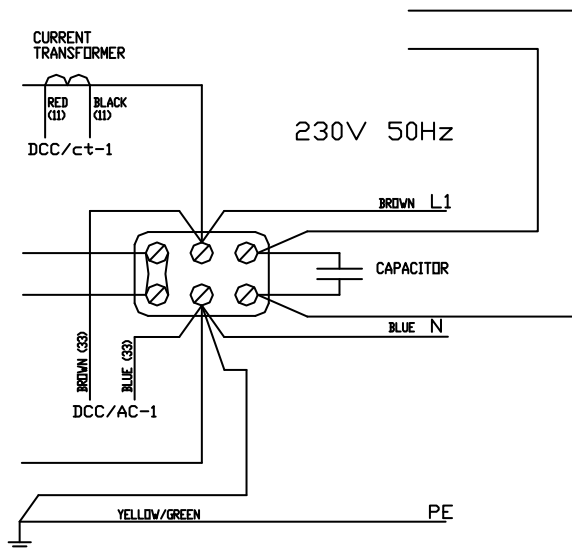 CURRENT
TRANSFORMER
RED
(11)
BLACK
(11)
DCC/ct-1
230V 50Hz
BROWN L1
CAPACITOR
BLUE N
BROWN (33)
BLUE (33)
DCC/AC-1
YELLOW/GREEN
PE